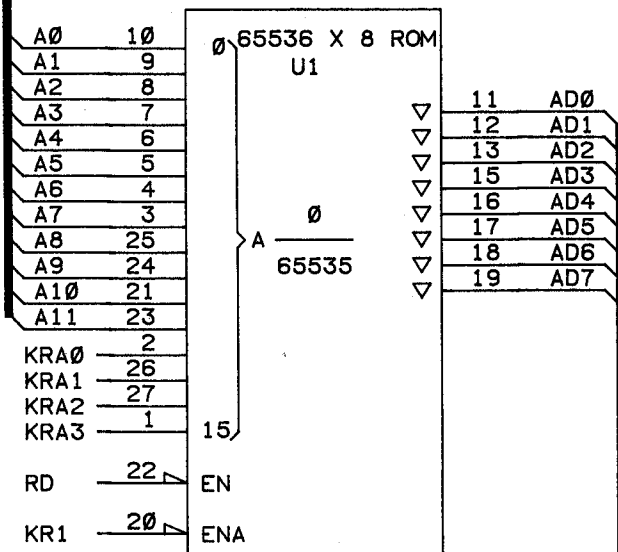 65536 X 8 ROM
U1
AØ 1Ø Ø
A1 9
A2 8
A3 7
A4 6
A5 5
A6 4
A7 3
A8 25
A9 24
A1Ø 21
A11 23
KRAØ 2
KRA1 26
KRA2 27
KRA3 1 15
RD 22 EN
KR1 2Ø ENA
A Ø
65535
11 ADØ
12 AD1
13 AD2
15 AD3
16 AD4
17 AD5
18 AD6
19 AD7